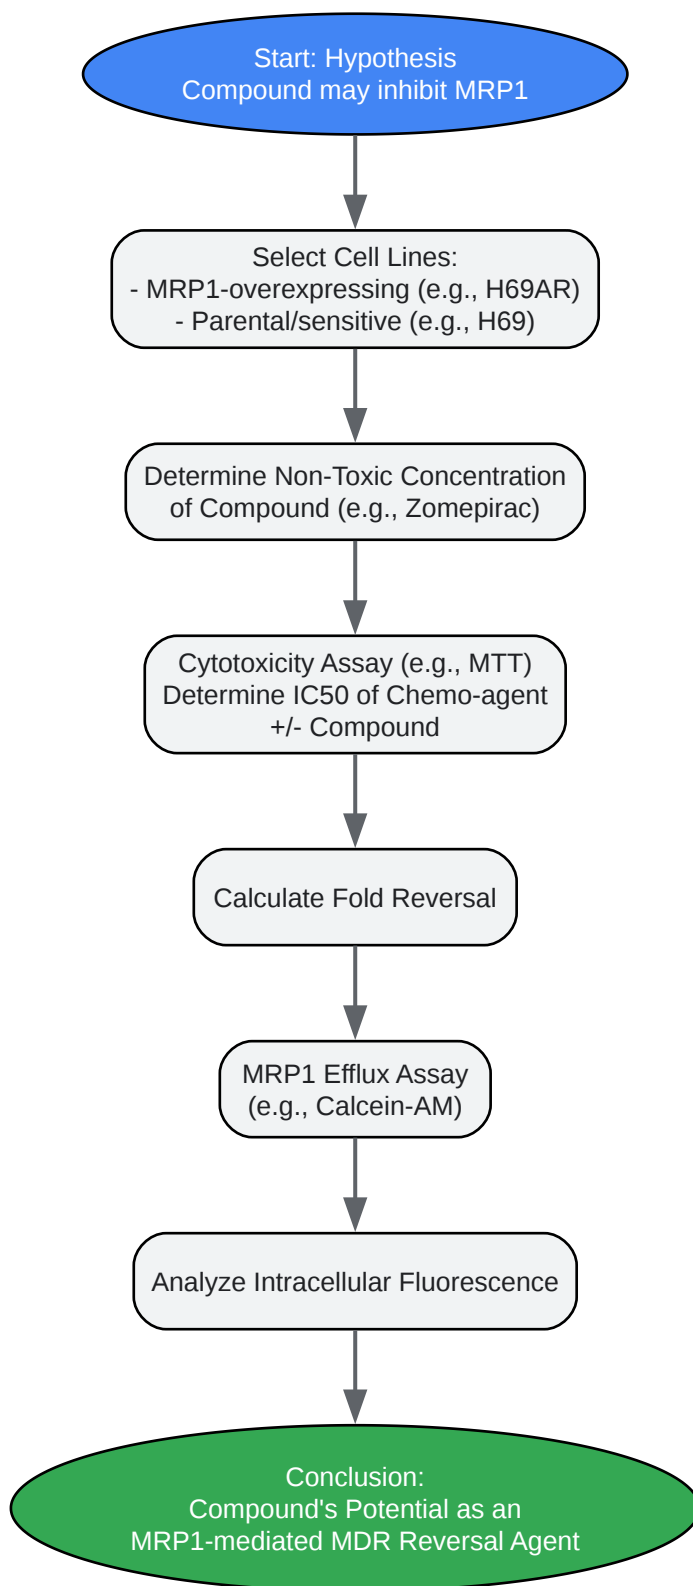 Start: Hypothesis
Compound may inhibit MRP1
Select Cell Lines:
- MRP1-overexpressing (e.g., H69AR)
- Parental/sensitive (e.g., H69)
Determine Non-Toxic Concentration
of Compound (e.g., Zomepirac)
Cytotoxicity Assay (e.g., MTT)
Determine IC50 of Chemo-agent
+/- Compound
Calculate Fold Reversal
MRP1 Efflux Assay
(e.g., Calcein-AM)
Analyze Intracellular Fluorescence
Conclusion:
Compound's Potential as an
MRP1-mediated MDR Reversal Agent